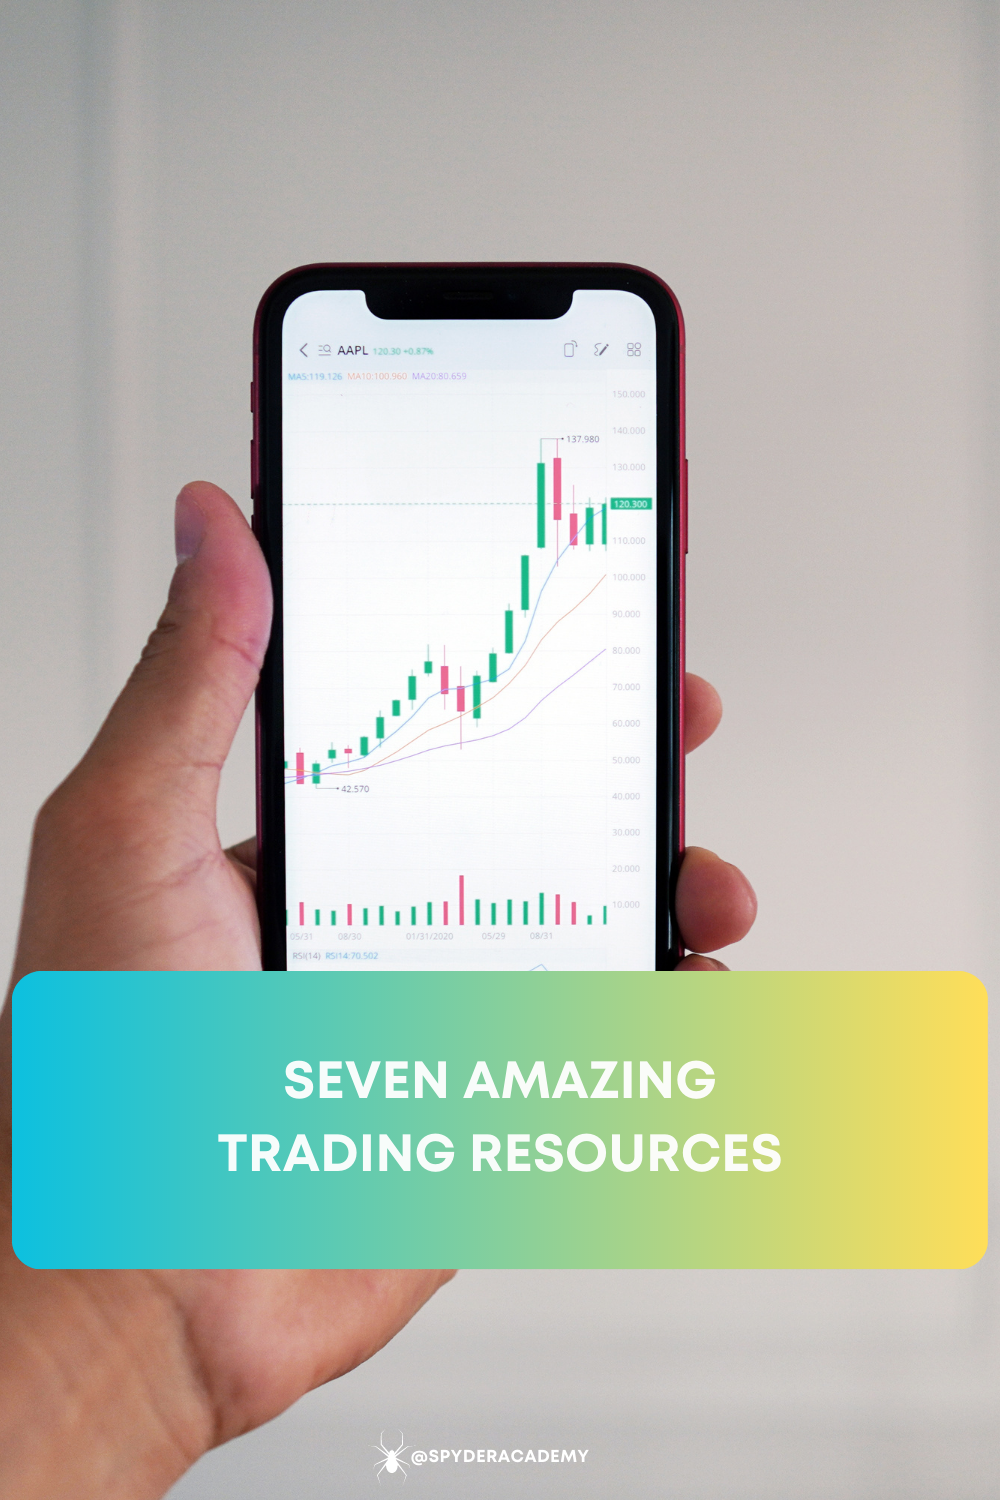 AAPL 120.30 +0.87%
MA5:119.126 MA10:100.960 MA20:80.659
150.000
140.000
137.980
130.000
120.300
110.000
100.000
90.000
80.000
70.000
60.000
50.000
42.570
40.000
30.000
20.000
10.000
05/31 08/30 01/31/2020 05/29 08/31
RSI(14) RSI14:70.502
SEVEN AMAZING
TRADING RESOURCES
@SPYDERACADEMY